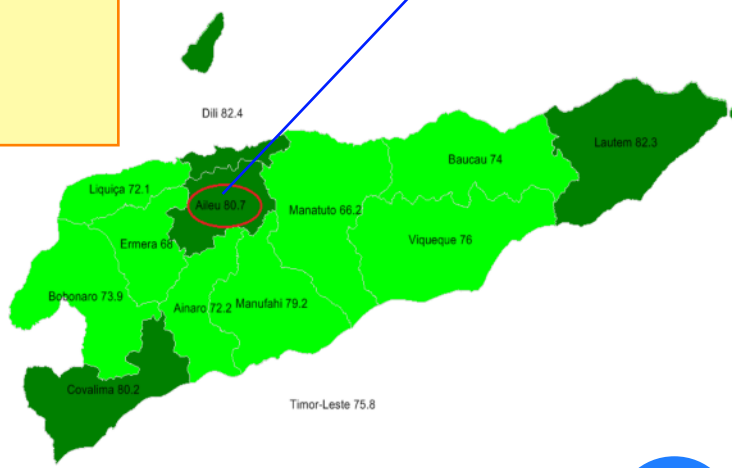 Dili 82.4
Lautem 82.3
Baucau 74
Liquiça 72.1
Aileu 80.7
Manatuto 66.2
Ermera 68
Viqueque 76
Bobonaro 73.9
Ainaro 72.2
Manufahi 79.2
Covalima 80.2
Timor-Leste 75.8